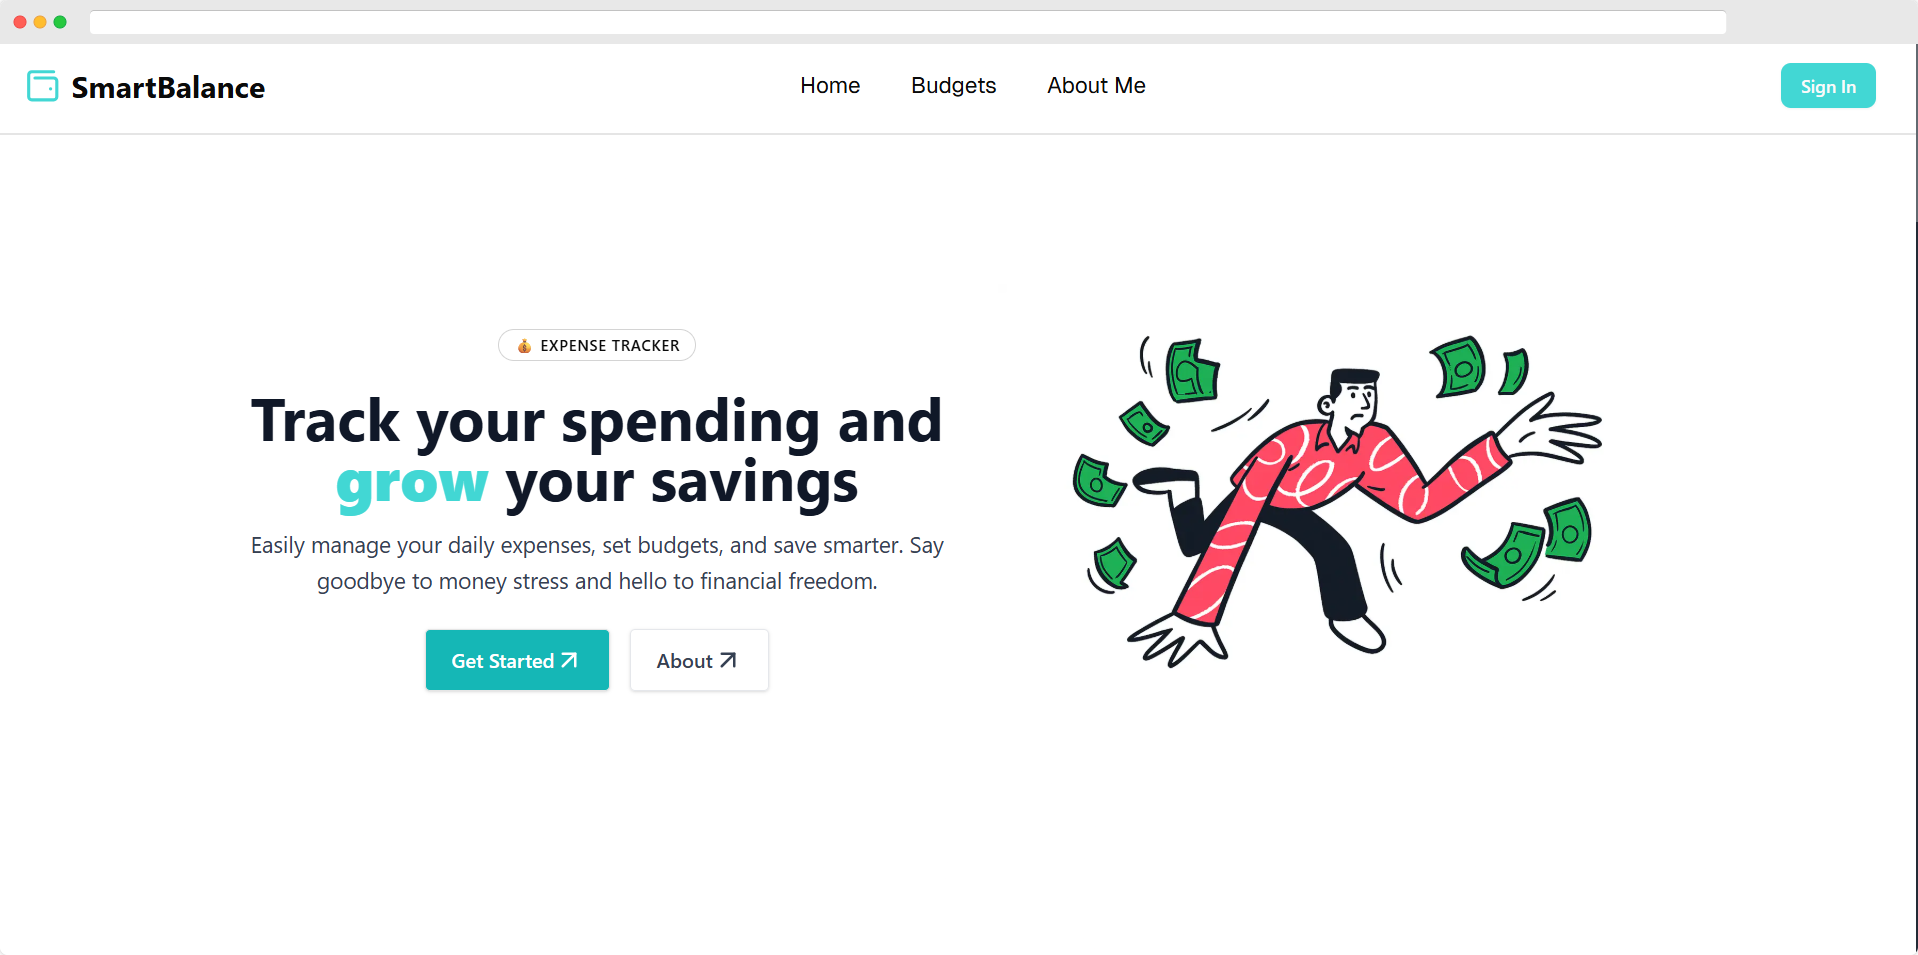 SmartBalance
Home
Budgets
About Me
Sign In
EXPENSE TRACKER
Track your spending and
grow your savings
Easily manage your daily expenses, set budgets, and save smarter. Say
goodbye to money stress and hello to financial freedom.
Get Started
About